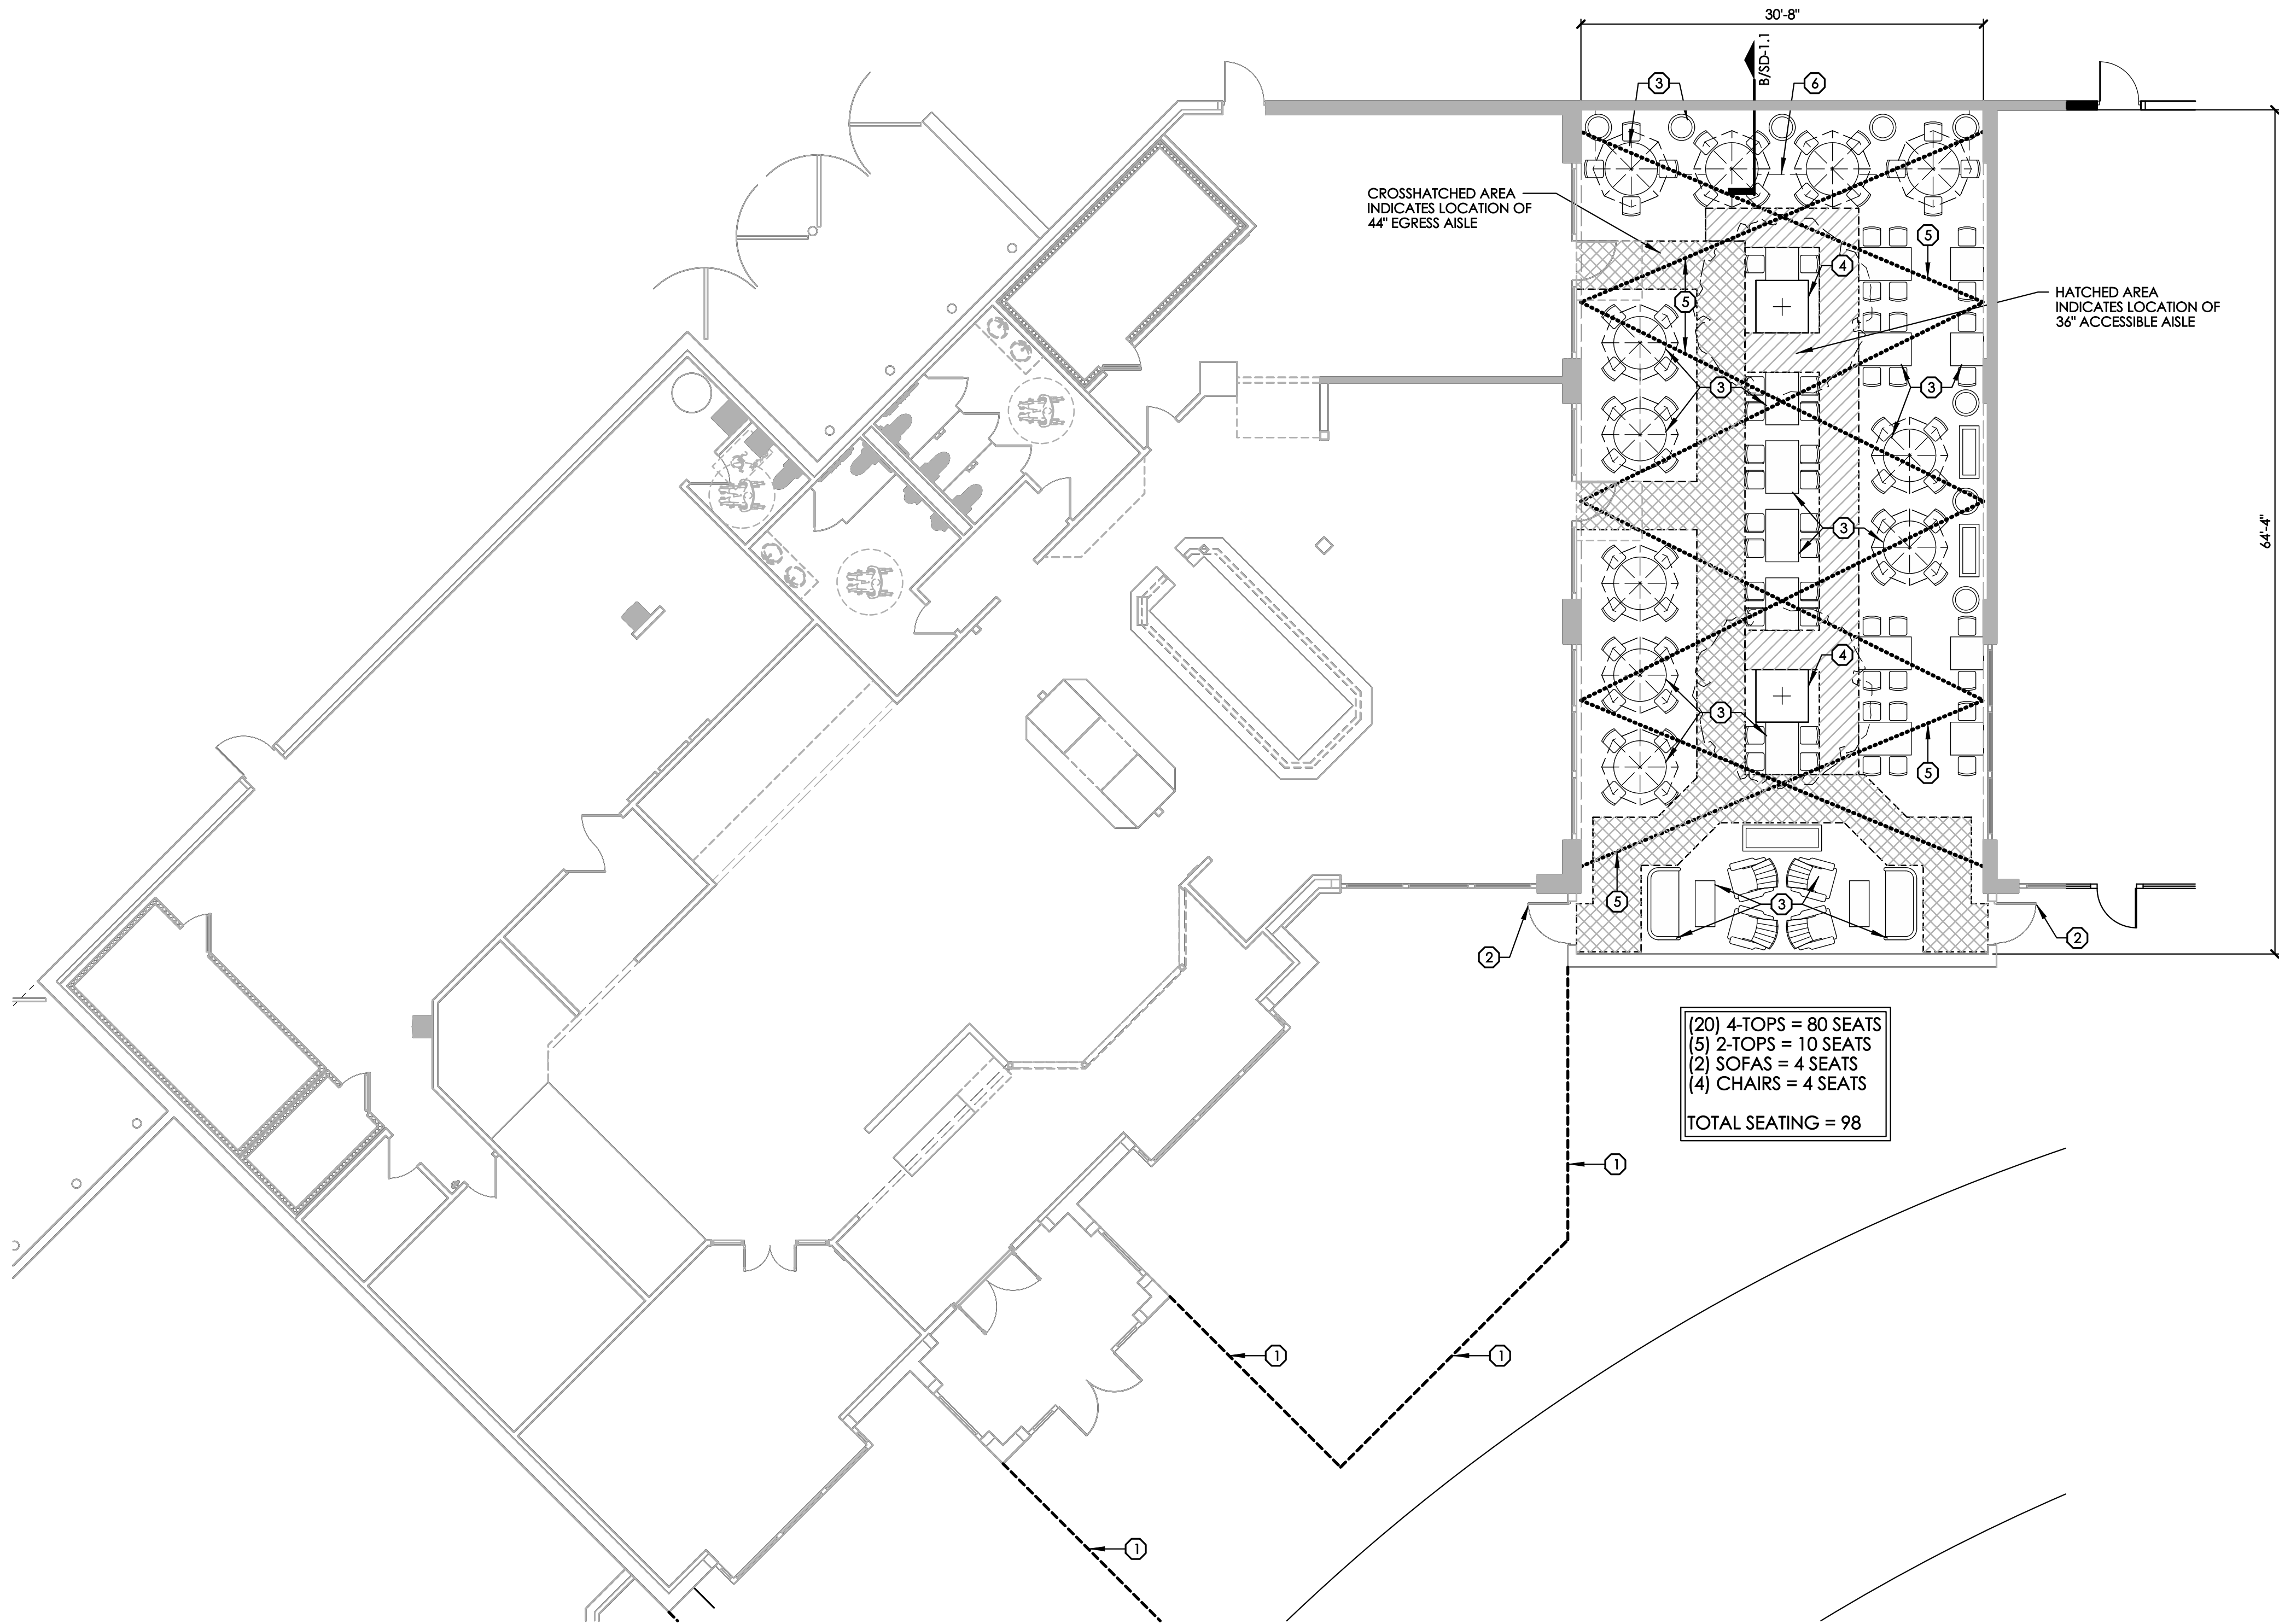 30'-8"
B/SD-1.1
3
6
CROSSHATCHED AREA
INDICATES LOCATION OF
44" EGRESS AISLE
5
4
5
HATCHED AREA
INDICATES LOCATION OF
36" ACCESSIBLE AISLE
3
3
3
64'-4"
4
3
5
5
3
2
2
(20) 4-TOPS = 80 SEATS
(5) 2-TOPS = 10 SEATS
(2) SOFAS = 4 SEATS
(4) CHAIRS = 4 SEATS
TOTAL SEATING = 98
1
1
1
1